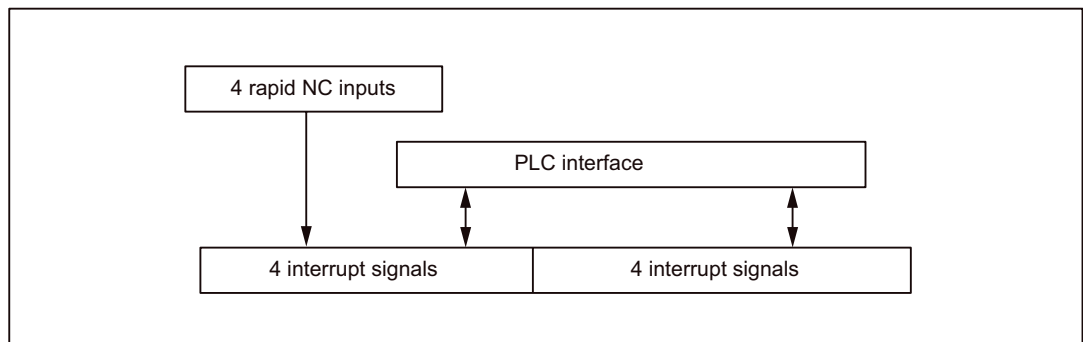 4 rapid NC inputs
PLC interface
4 interrupt signals
4 interrupt signals